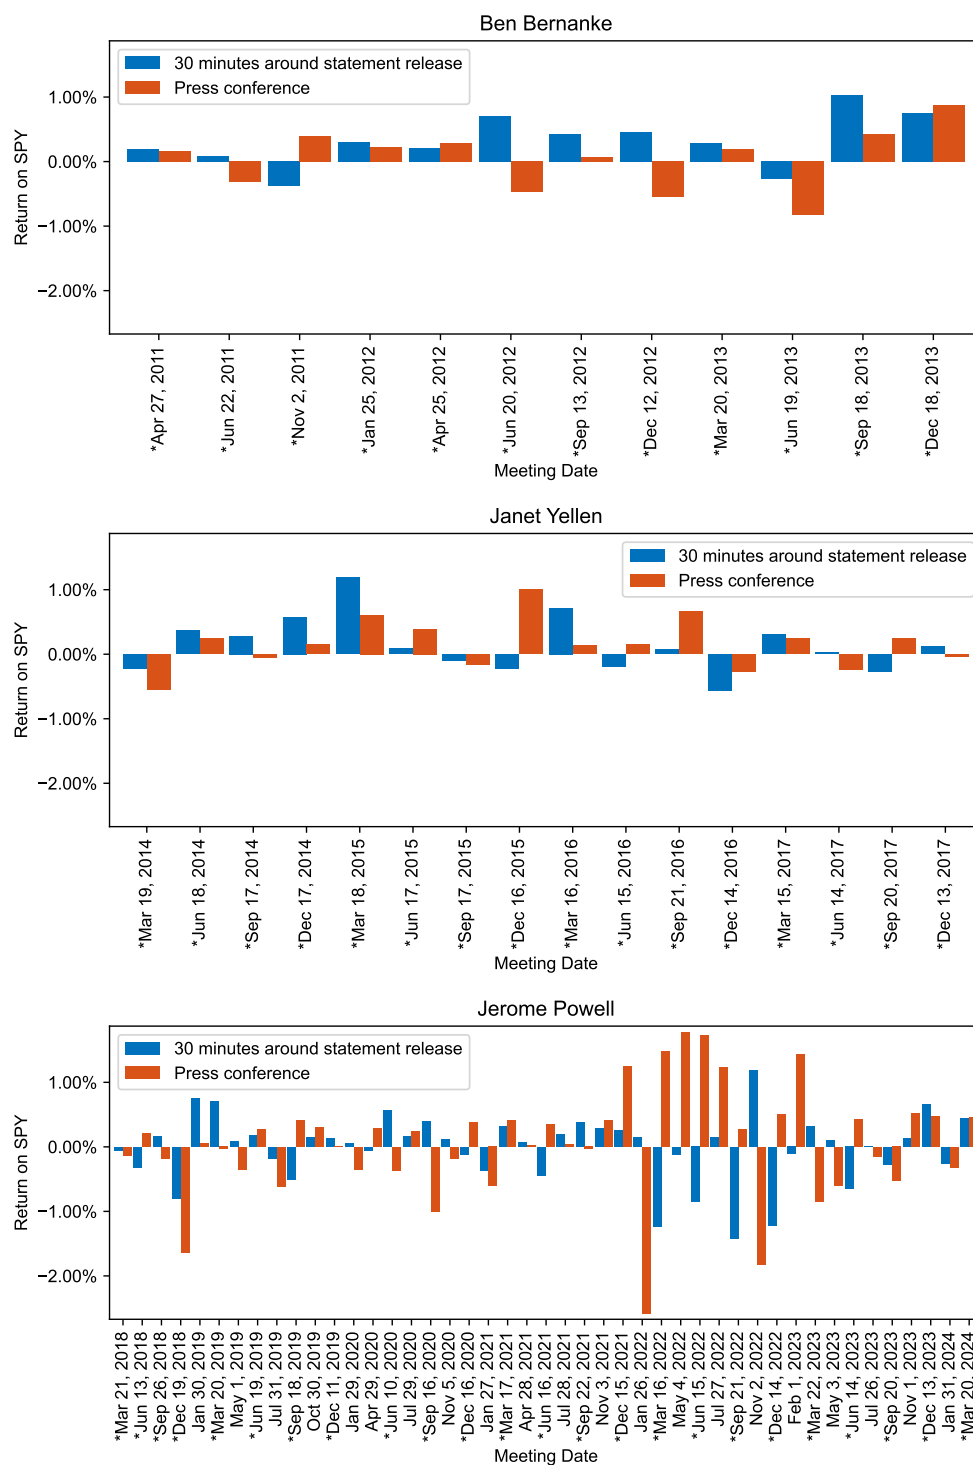 Ben Bernanke
30 minutes around statement release
Press conference
1.00%
0.00%
−1.00%
−2.00%
Return on SPY
*Apr 27, 2011
*Jun 22, 2011
*Nov 2, 2011
*Jan 25, 2012
*Apr 25, 2012
*Jun 20, 2012
*Sep 13, 2012
*Dec 12, 2012
*Mar 20, 2013
*Jun 19, 2013
*Sep 18, 2013
*Dec 18, 2013
Meeting Date
Janet Yellen
30 minutes around statement release
Press conference
1.00%
0.00%
−1.00%
−2.00%
Return on SPY
*Mar 19, 2014
*Jun 18, 2014
*Sep 17, 2014
*Dec 17, 2014
*Mar 18, 2015
*Jun 17, 2015
*Sep 17, 2015
*Dec 16, 2015
*Mar 16, 2016
*Jun 15, 2016
*Sep 21, 2016
*Dec 14, 2016
*Mar 15, 2017
*Jun 14, 2017
*Sep 20, 2017
*Dec 13, 2017
Meeting Date
Jerome Powell
30 minutes around statement release
Press conference
1.00%
0.00%
−1.00%
−2.00%
Return on SPY
*Mar 21, 2018
*Jun 13, 2018
*Sep 26, 2018
*Dec 19, 2018
Jan 30, 2019
*Mar 20, 2019
May 1, 2019
*Jun 19, 2019
Jul 31, 2019
*Sep 18, 2019
Oct 30, 2019
*Dec 11, 2019
Jan 29, 2020
Apr 29, 2020
*Jun 10, 2020
Jul 29, 2020
*Sep 16, 2020
Nov 5, 2020
*Dec 16, 2020
Jan 27, 2021
*Mar 17, 2021
Apr 28, 2021
*Jun 16, 2021
Jul 28, 2021
*Sep 22, 2021
Nov 3, 2021
*Dec 15, 2021
Jan 26, 2022
*Mar 16, 2022
May 4, 2022
*Jun 15, 2022
Jul 27, 2022
*Sep 21, 2022
Nov 2, 2022
*Dec 14, 2022
Feb 1, 2023
*Mar 22, 2023
May 3, 2023
*Jun 14, 2023
Jul 26, 2023
*Sep 20, 2023
Nov 1, 2023
*Dec 13, 2023
Jan 31, 2024
*Mar 20, 2024
Meeting Date